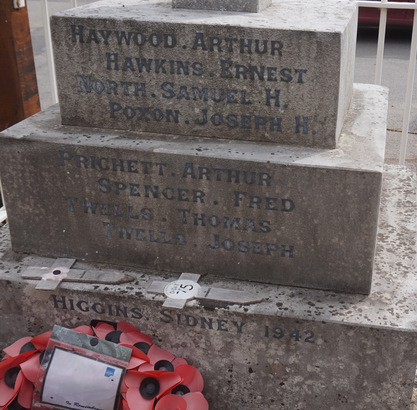 HAYWOOD. ARTHUR
HAWKINS. ERNEST
NORTH. SAMUEL H.
POXON. JOSEPH H.
PRICHETT. ARTHUR
SPENCER. FRED
TWELLS. THOMAS
TWELLS. JOSEPH
75
HIGGINS. SIDNEY 1942.